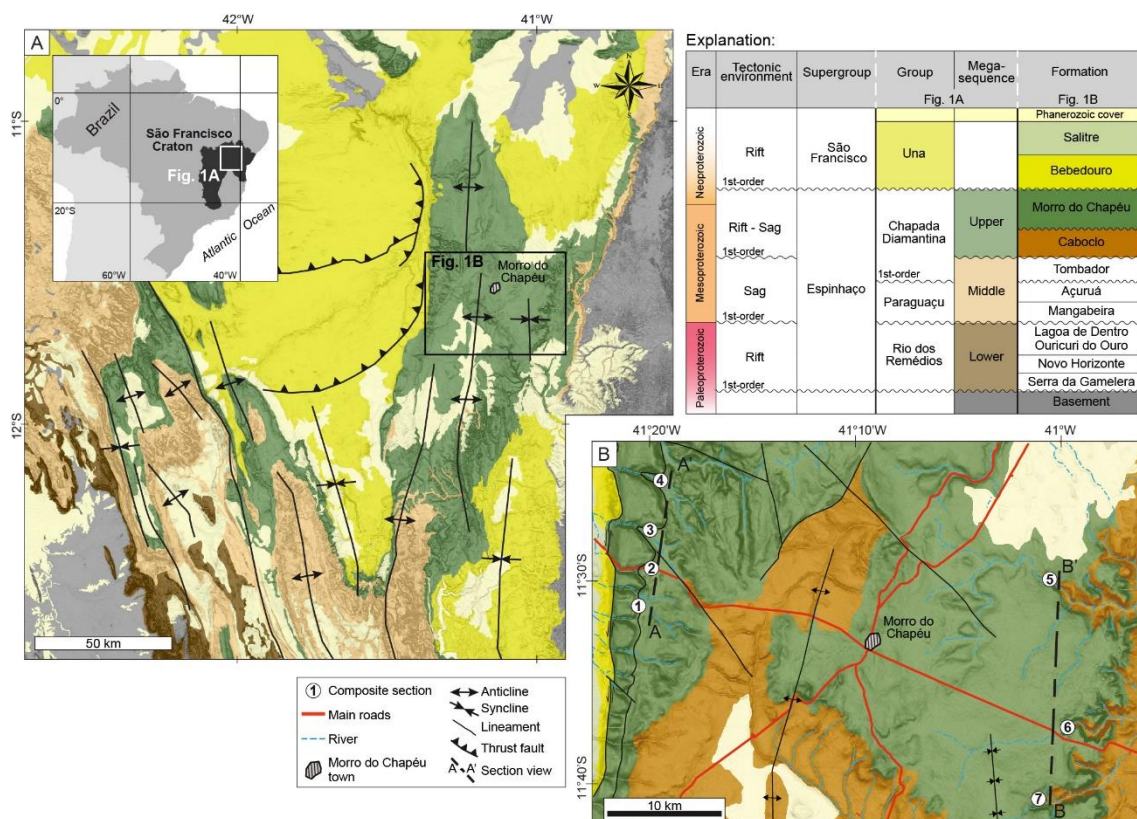 A
42°W
41°W
11°S
12°S
0°
20°S
60°W
40°W
Brazil
São Francisco
Craton
Fig. 1A
Atlantic Ocean
N
W
S
Fig. 1B
Morro do
Chapéu
50 km
Explanation:
Era
Tectonic
environment
Supergroup
Group
Mega-
sequence
Formation
Fig. 1A
Fig. 1B
Phanerozoic cover
Neoproterozoic
Rift
1st-order
São
Francisco
Una
Salitre
Bebedouro
Mesoproterozoic
Rift - Sag
1st-order
Sag
1st-order
Espinhaço
Chapada
Diamantina
1st-order
Paraguaçu
Upper
Middle
Morro do Chapéu
Caboclo
Tombador
Açuruá
Mangabeira
Paleoproterozoic
Rift
1st-order
Rio dos
Remédios
Lower
Lagoa de Dentro
Ouricuri do Ouro
Novo Horizonte
Serra da Gamelera
Basement
1 Composite section
Main roads
River
Morro do Chapéu
town
Anticline
Syncline
Lineament
Thrust fault
A A' Section view
B
41°20'W
41°10'W
41°W
11°30'S
11°40'S
4
A'
3
2
1
A
B'
5
Morro do
Chapéu
6
7
B
10 km